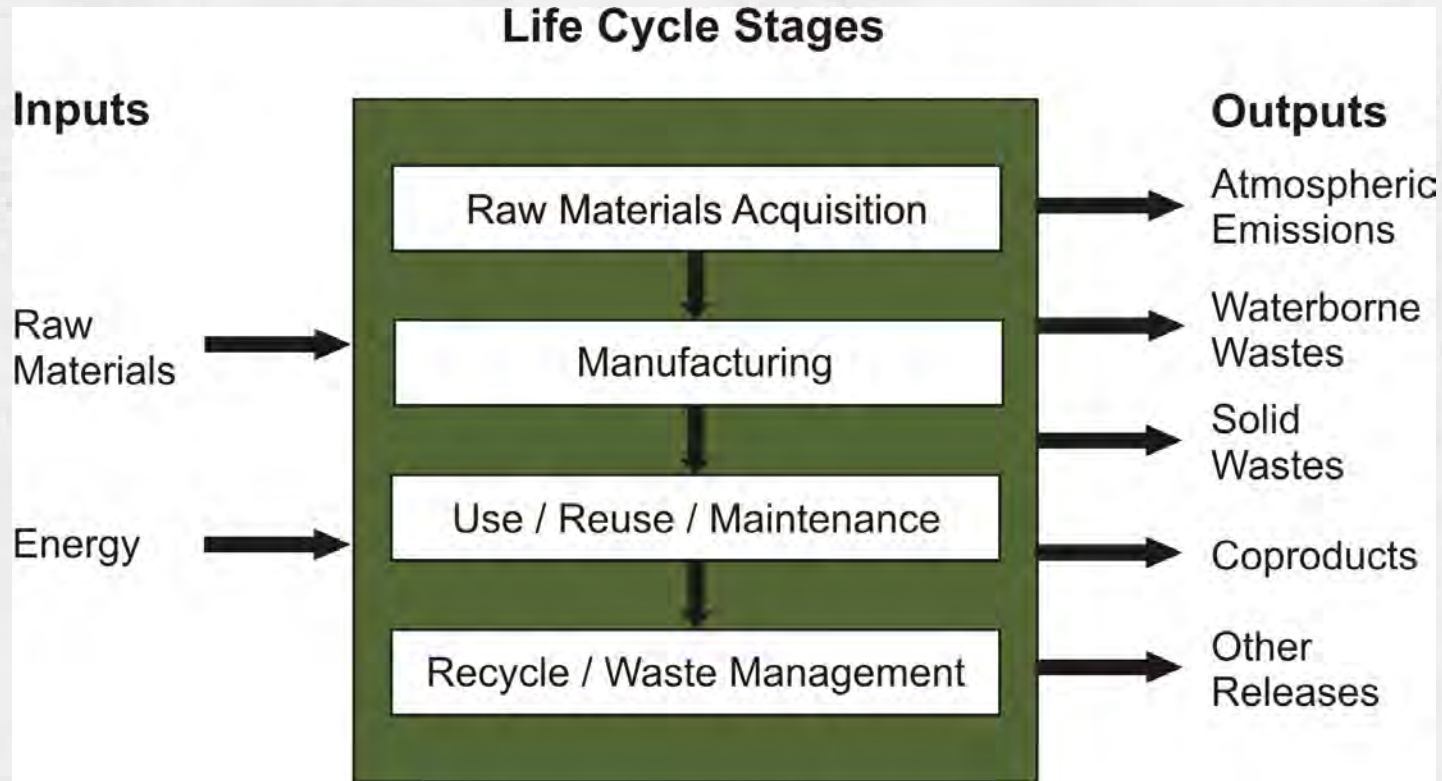 Life Cycle Stages
Inputs
Outputs
Raw Materials Acquisition
Atmospheric
Emissions
Raw
Materials
Manufacturing
Waterborne
Wastes
Solid
Wastes
Energy
Use / Reuse / Maintenance
Coproducts
Recycle / Waste Management
Other
Releases